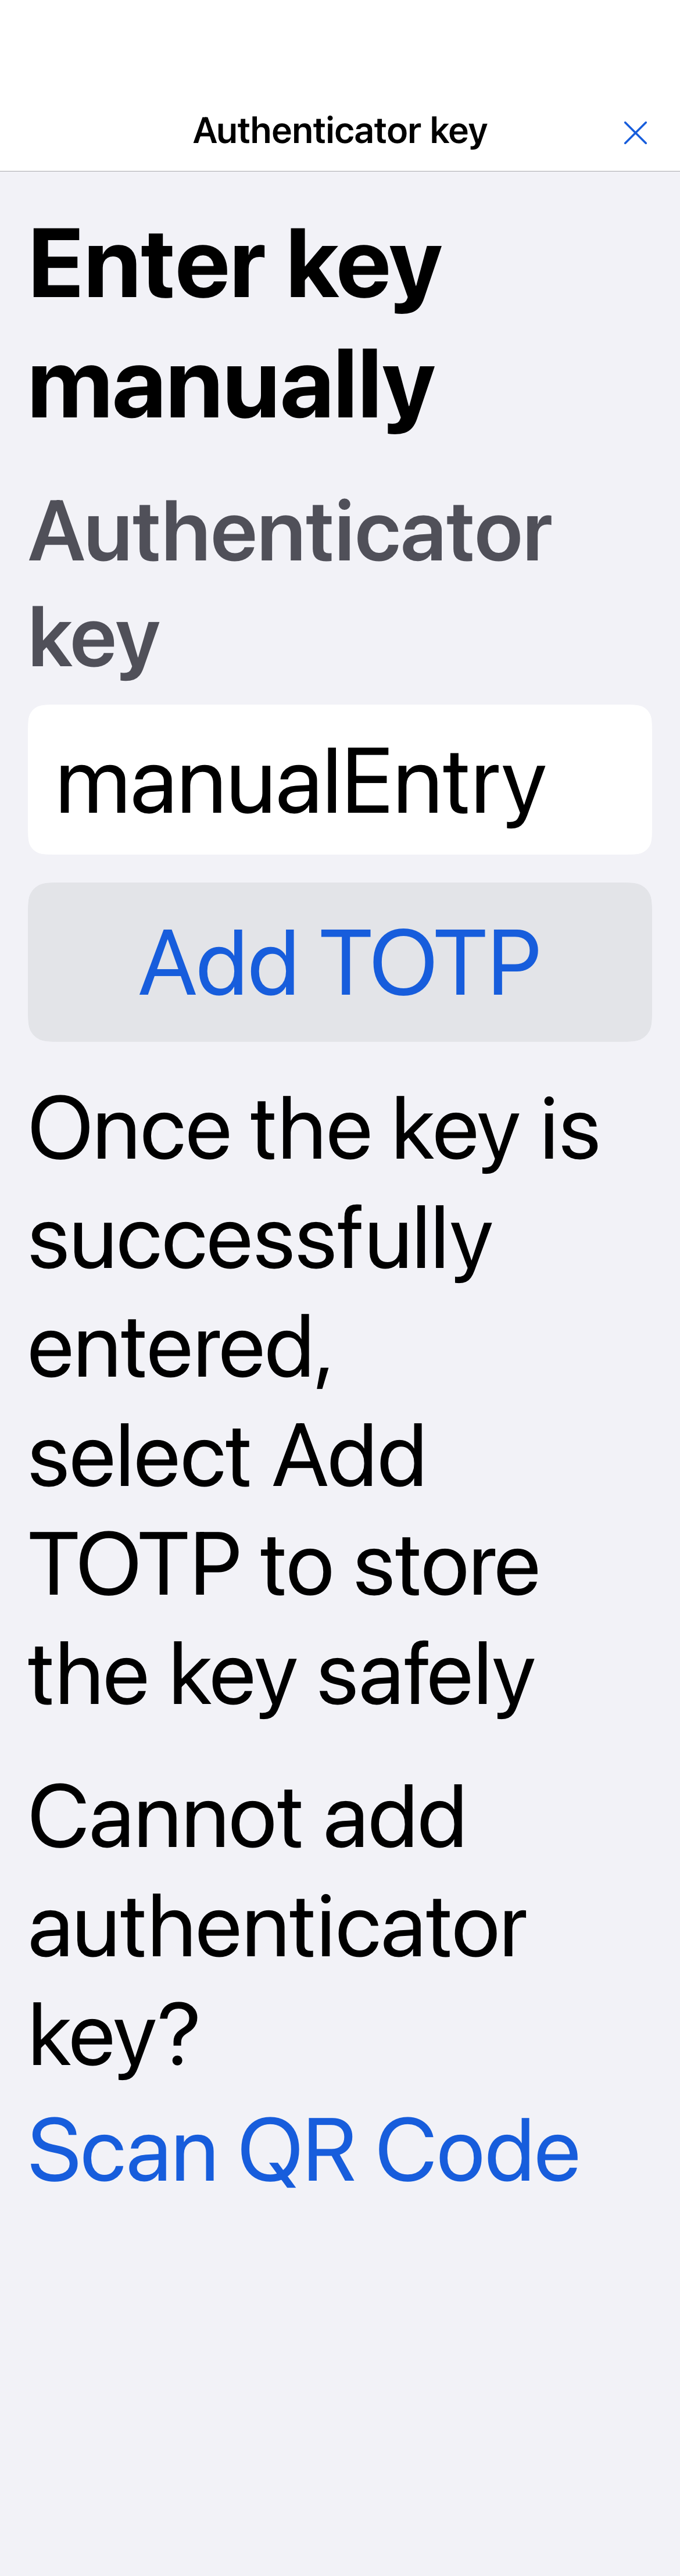 Authenticator key
Enter key
manually
Authenticator
key
manualEntry
Add TOTP
Once the key is
successfully
entered,
select Add
TOTP to store
the key safely
Cannot add
authenticator
key?
Scan QR Code